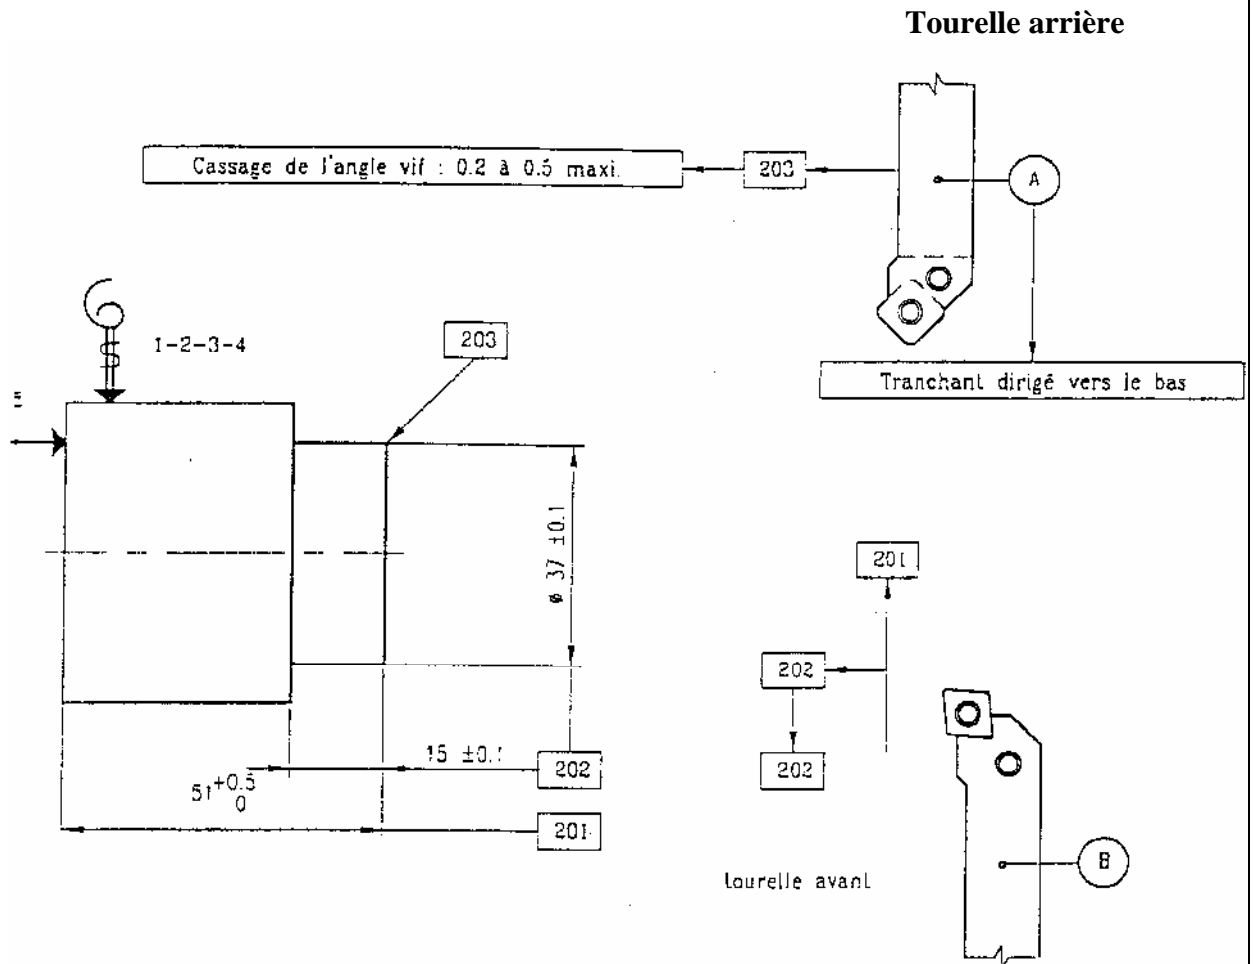 Tourelle arrière
Cassage de l'angle vif : 0.2 à 0.5 maxi.
203
A
1-2-3-4
203
Tranchant dirigé vers le bas
ø 37 ±0.1
201
202
202
15 ±0.1
202
51 +0.5
0
201
B
tourelle avant